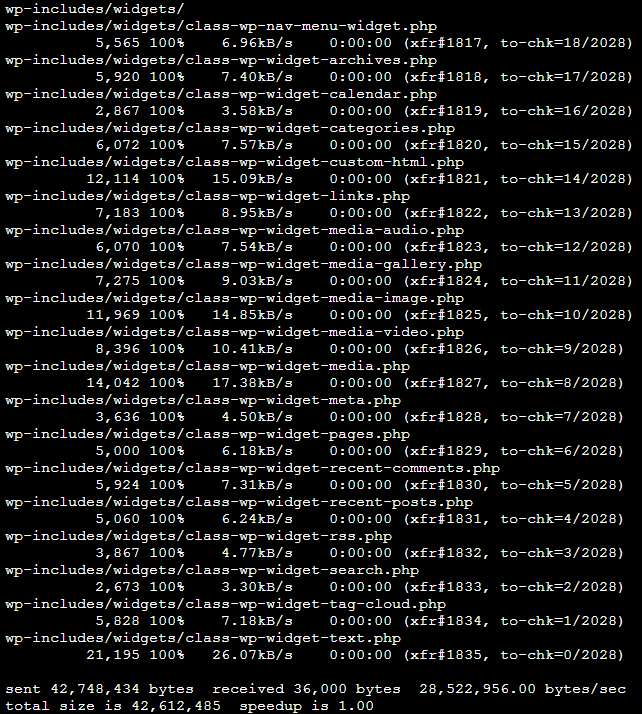 wp-includes/widgets/
wp-includes/widgets/class-wp-nav-menu-widget.php
5,565 100% 6.96kB/s 0:00:00 (xfr#1817, to-chk=18/2028)
wp-includes/widgets/class-wp-widget-archives.php
5,920 100% 7.40kB/s 0:00:00 (xfr#1818, to-chk=17/2028)
wp-includes/widgets/class-wp-widget-calendar.php
2,867 100% 3.58kB/s 0:00:00 (xfr#1819, to-chk=16/2028)
wp-includes/widgets/class-wp-widget-categories.php
6,072 100% 7.57kB/s 0:00:00 (xfr#1820, to-chk=15/2028)
wp-includes/widgets/class-wp-widget-custom-html.php
12,114 100% 15.09kB/s 0:00:00 (xfr#1821, to-chk=14/2028)
wp-includes/widgets/class-wp-widget-links.php
7,183 100% 8.95kB/s 0:00:00 (xfr#1822, to-chk=13/2028)
wp-includes/widgets/class-wp-widget-media-audio.php
6,070 100% 7.54kB/s 0:00:00 (xfr#1823, to-chk=12/2028)
wp-includes/widgets/class-wp-widget-media-gallery.php
7,275 100% 9.03kB/s 0:00:00 (xfr#1824, to-chk=11/2028)
wp-includes/widgets/class-wp-widget-media-image.php
11,969 100% 14.85kB/s 0:00:00 (xfr#1825, to-chk=10/2028)
wp-includes/widgets/class-wp-widget-media-video.php
8,396 100% 10.41kB/s 0:00:00 (xfr#1826, to-chk=9/2028)
wp-includes/widgets/class-wp-widget-media.php
14,042 100% 17.38kB/s 0:00:00 (xfr#1827, to-chk=8/2028)
wp-includes/widgets/class-wp-widget-meta.php
3,636 100% 4.50kB/s 0:00:00 (xfr#1828, to-chk=7/2028)
wp-includes/widgets/class-wp-widget-pages.php
5,000 100% 6.18kB/s 0:00:00 (xfr#1829, to-chk=6/2028)
wp-includes/widgets/class-wp-widget-recent-comments.php
5,924 100% 7.31kB/s 0:00:00 (xfr#1830, to-chk=5/2028)
wp-includes/widgets/class-wp-widget-recent-posts.php
5,060 100% 6.24kB/s 0:00:00 (xfr#1831, to-chk=4/2028)
wp-includes/widgets/class-wp-widget-rss.php
3,867 100% 4.77kB/s 0:00:00 (xfr#1832, to-chk=3/2028)
wp-includes/widgets/class-wp-widget-search.php
2,673 100% 3.30kB/s 0:00:00 (xfr#1833, to-chk=2/2028)
wp-includes/widgets/class-wp-widget-tag-cloud.php
5,828 100% 7.18kB/s 0:00:00 (xfr#1834, to-chk=1/2028)
wp-includes/widgets/class-wp-widget-text.php
21,195 100% 26.07kB/s 0:00:00 (xfr#1835, to-chk=0/2028)
sent 42,748,434 bytes received 36,000 bytes 28,522,956.00 bytes/sec
total size is 42,612,485 speedup is 1.00